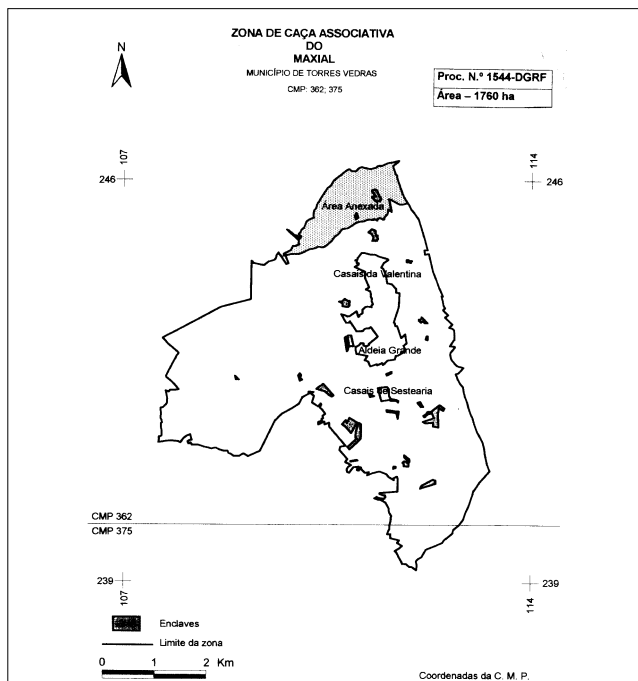 ZONA DE CAÇA ASSOCIATIVA
DO
MAXIAL
MUNICÍPIO DE TORRES VEDRAS
CMP: 362; 375
N
Proc. N.º 1544-DGRF
Área – 1760 ha
107
114
246
246
Área Anexada
Casais da Valentina
Aldeia Grande
Casais de Sestearia
CMP 362
CMP 375
239
239
107
114
Enclaves
Limite da zona
0 1 2 Km
Coordenadas da C. M. P.